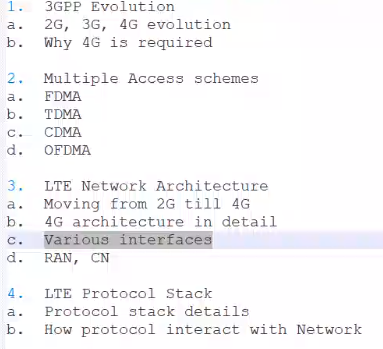 1. 3GPP Evolution
a. 2G, 3G, 4G evolution
b. Why 4G is required
2. Multiple Access schemes
a. FDMA
b. TDMA
c. CDMA
d. OFDMA
3. LTE Network Architecture
a. Moving from 2G till 4G
b. 4G architecture in detail
c. Various interfaces
d. RAN, CN
4. LTE Protocol Stack
a. Protocol stack details
b. How protocol interact with Network